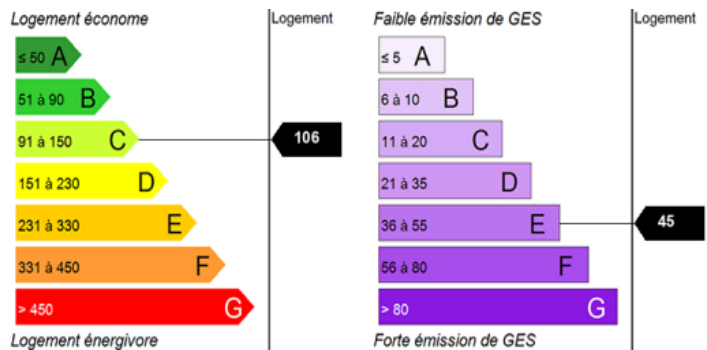 Logement économe
Logement
≤ 50 A
51 à 90 B
91 à 150 C
106
151 à 230 D
231 à 330 E
331 à 450 F
> 450 G
Logement énergivore
Faible émission de GES
Logement
≤ 5 A
6 à 10 B
11 à 20 C
21 à 35 D
36 à 55 E
45
56 à 80 F
> 80 G
Forte émission de GES